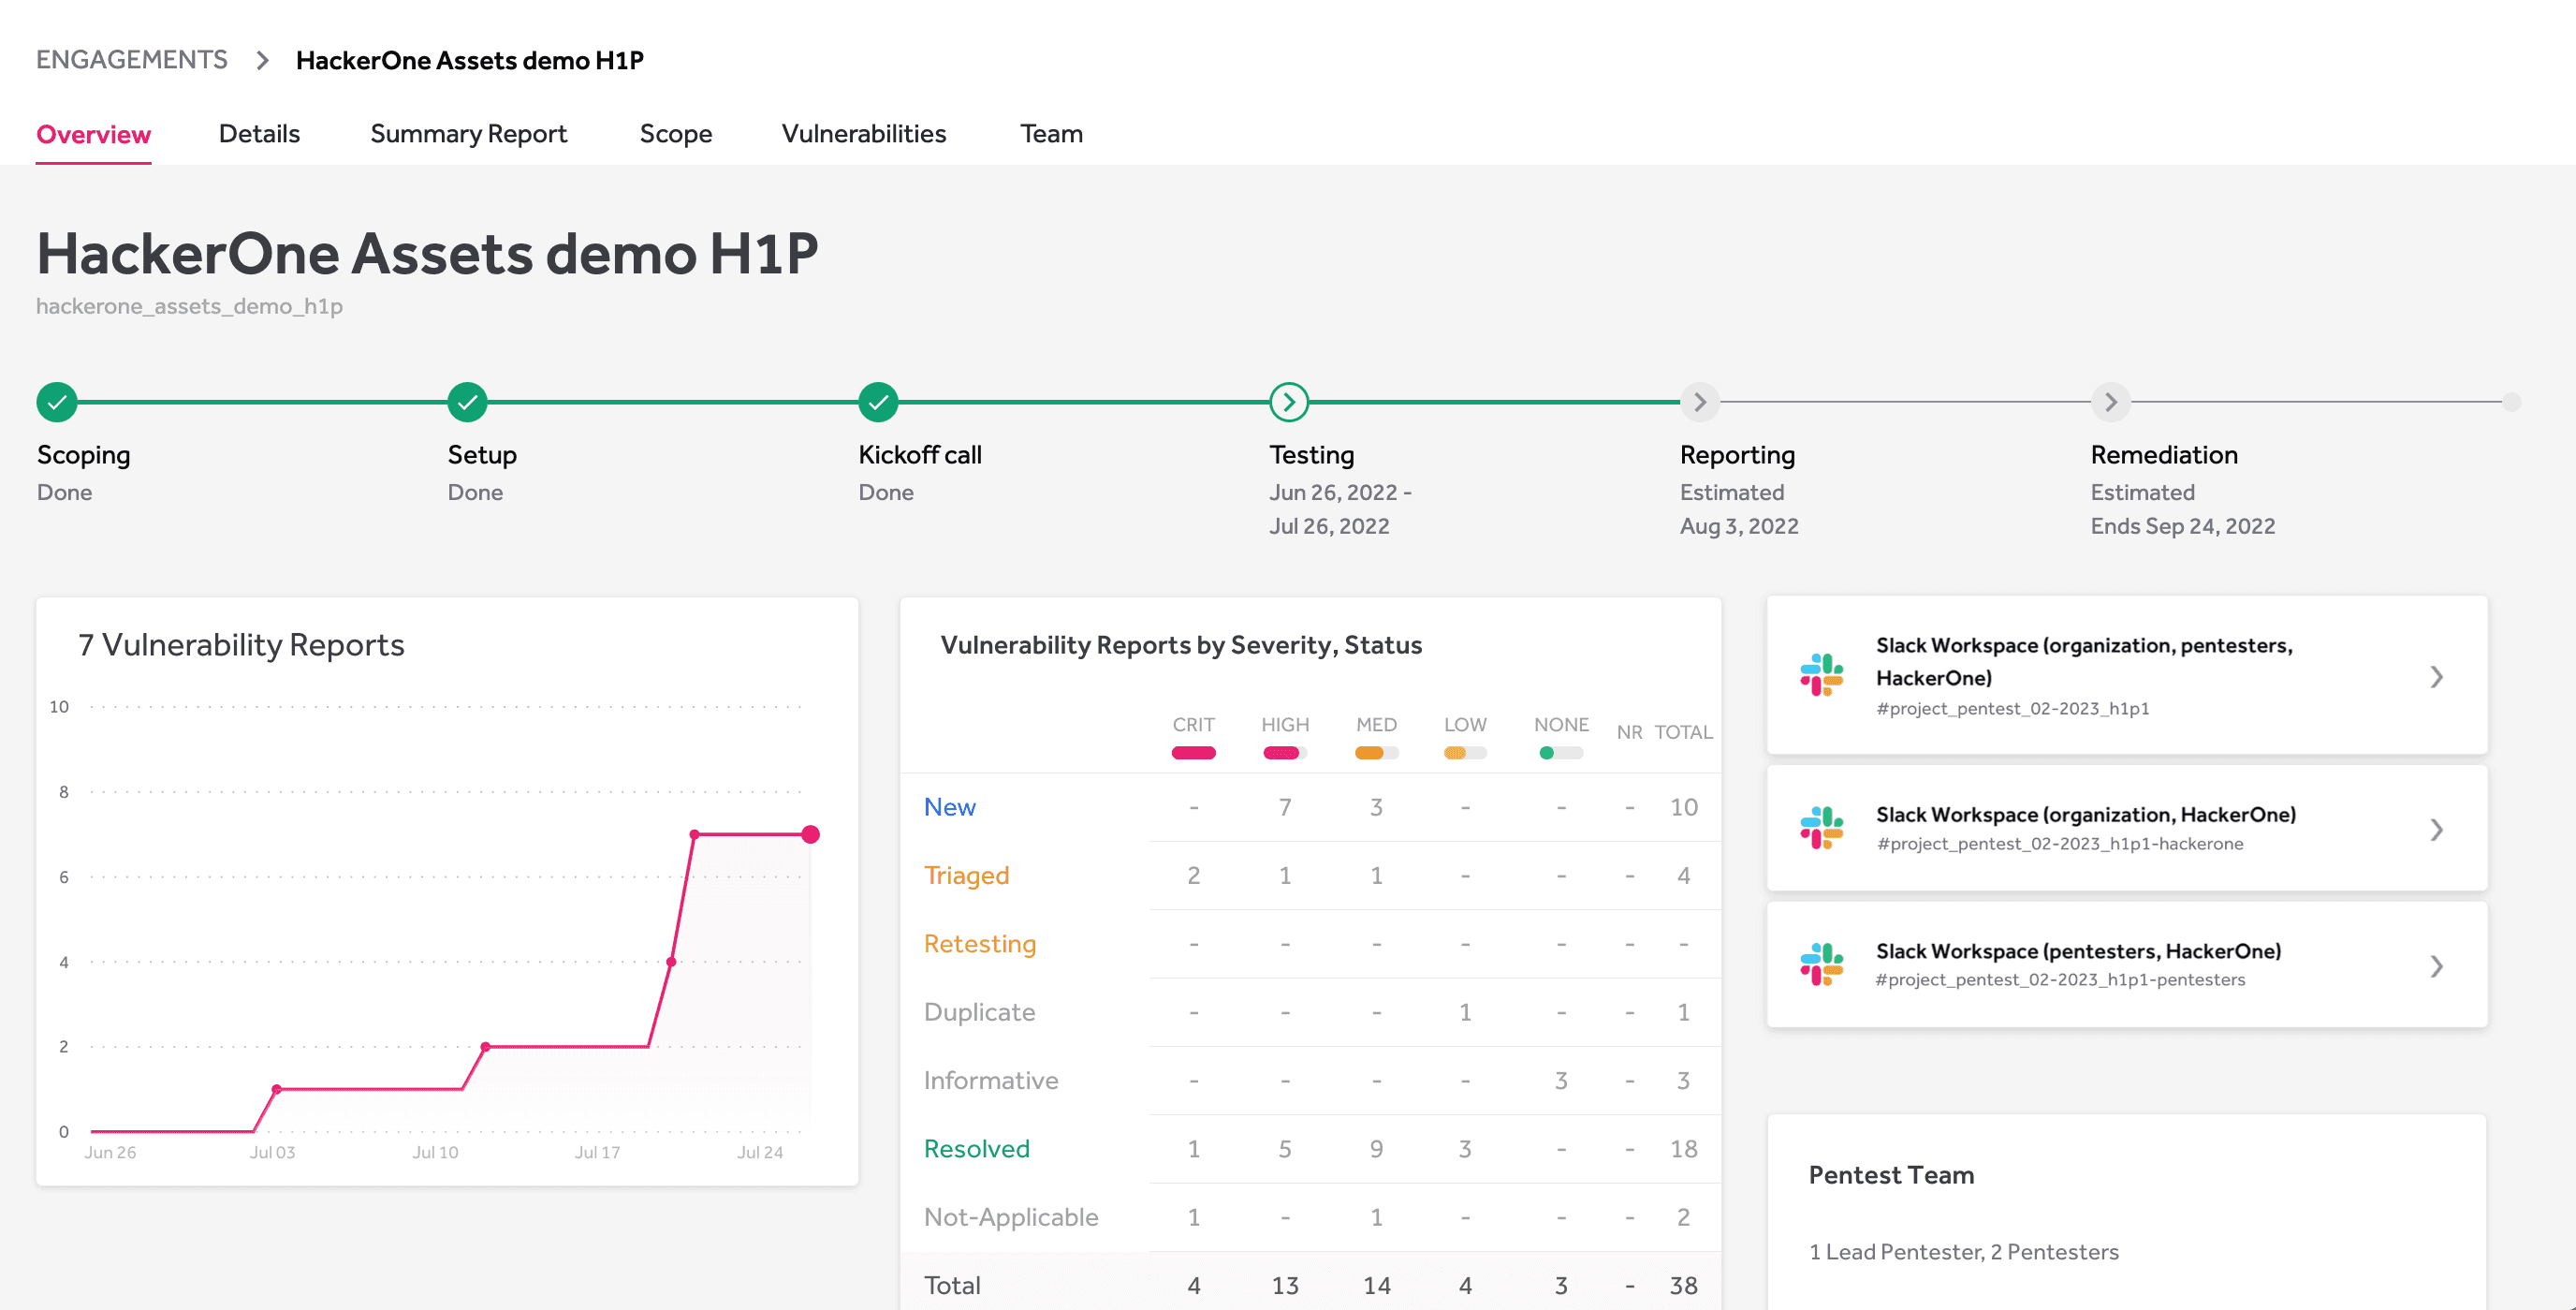 ENGAGEMENTS > HackerOne Assets demo H1P
Overview Details Summary Report Scope Vulnerabilities Team
HackerOne Assets demo H1P
hackerone_assets_demo_h1p
Scoping
Done
Setup
Done
Kickoff call
Done
Testing
Jun 26, 2022 -
Jul 26, 2022
Reporting
Estimated
Aug 3, 2022
Remediation
Estimated
Ends Sep 24, 2022
7 Vulnerability Reports
10
8
6
4
2
0
Jun 26 Jul 03 Jul 10 Jul 17 Jul 24
Vulnerability Reports by Severity, Status
CRIT HIGH MED LOW NONE NR TOTAL
New - 7 3 - - - 10
Triaged 2 1 1 - - - 4
Retesting - - - - - - -
Duplicate - - - 1 - - 1
Informative - - - - 3 - 3
Resolved 1 5 9 3 - - 18
Not-Applicable 1 - 1 - - - 2
Total 4 13 14 4 3 - 38
Slack Workspace (organization, pentesters,
HackerOne)
#project_pentest_02-2023_h1p1
Slack Workspace (organization, HackerOne)
#project_pentest_02-2023_h1p1-hackerone
Slack Workspace (pentesters, HackerOne)
#project_pentest_02-2023_h1p1-pentesters
Pentest Team
1 Lead Pentester, 2 Pentesters